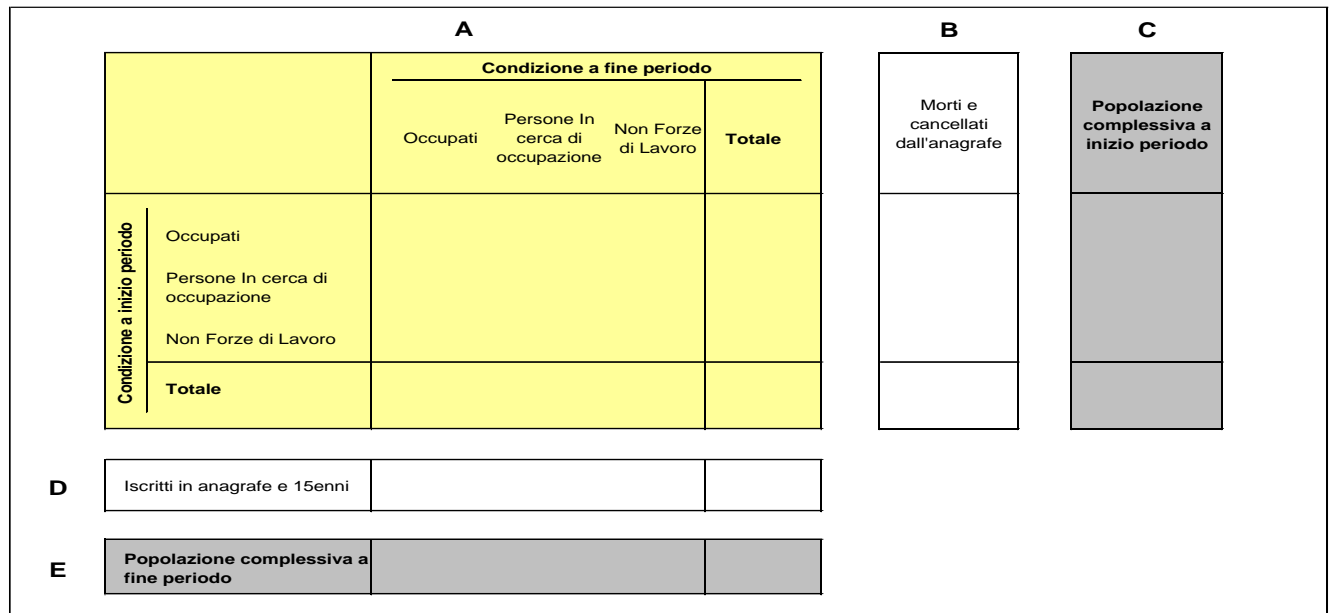 A
B
C
Condizione a fine periodo
Occupati
Persone In
cerca di
occupazione
Non Forze
di Lavoro
Totale
Morti e
cancellati
dall'anagrafe
Popolazione
complessiva a
inizio periodo
Condizione a inizio periodo
Occupati
Persone In cerca di
occupazione
Non Forze di Lavoro
Totale
D
Iscritti in anagrafe e 15enni
E
Popolazione complessiva a
fine periodo